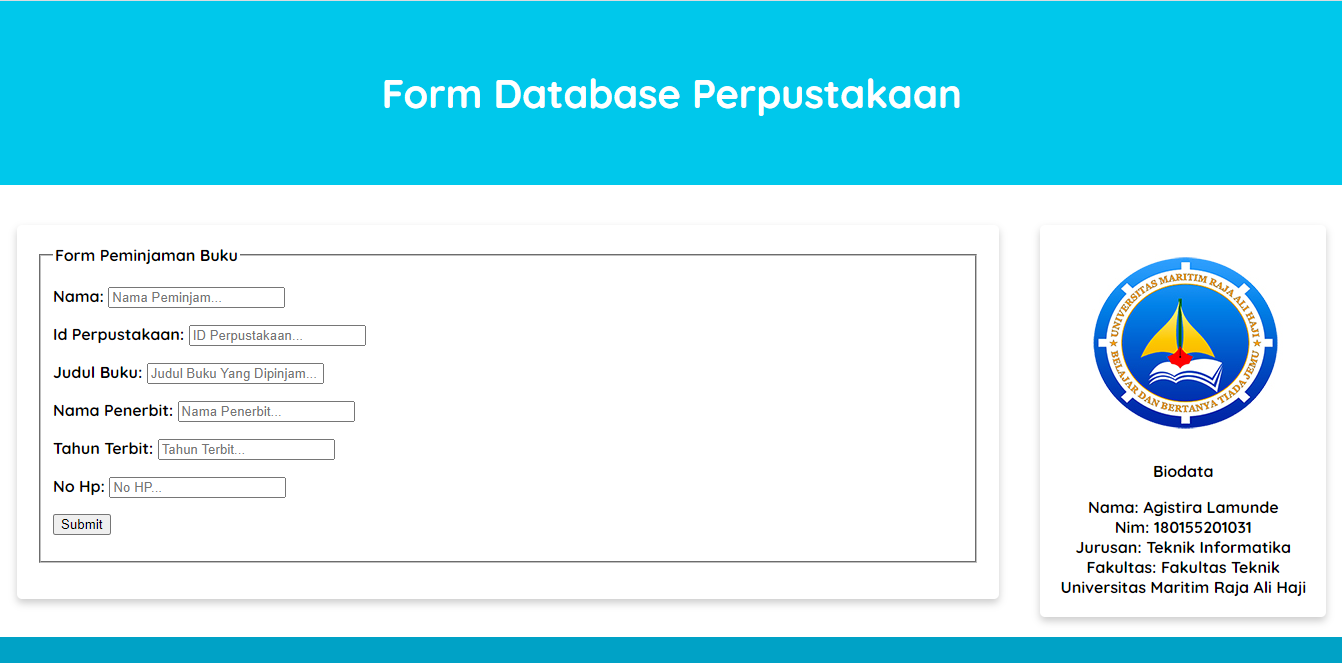 Form Database Perpustakaan
Form Peminjaman Buku
Nama: Nama Peminjam...
Id Perpustakaan: ID Perpustakaan...
Judul Buku: Judul Buku Yang Dipinjam...
Nama Penerbit: Nama Penerbit...
Tahun Terbit: Tahun Terbit...
No Hp: No HP...
Submit
UNIVERSITAS MARITIM RAJA ALI HAJI
BELAJAR DAN BERTANYA TIADA JEMU
Biodata
Nama: Agistira Lamunde
Nim: 180155201031
Jurusan: Teknik Informatika
Fakultas: Fakultas Teknik
Universitas Maritim Raja Ali Haji